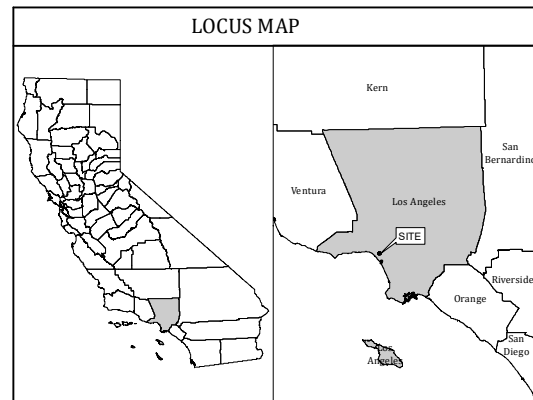 LOCUS MAP
Kern
San
Bernardino
Ventura
Los Angeles
SITE
Riverside
Orange
San
Diego
Los
Angeles